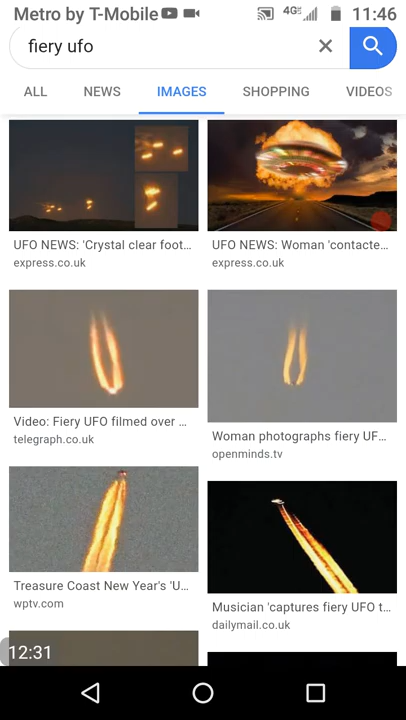 Metro by T-Mobile 4G 11:46
fiery ufo
ALL NEWS IMAGES SHOPPING VIDEOS
UFO NEWS: 'Crystal clear foot...
express.co.uk
UFO NEWS: Woman 'contacte...
express.co.uk
Video: Fiery UFO filmed over ...
telegraph.co.uk
Woman photographs fiery UF...
openminds.tv
Treasure Coast New Year's 'U...
wptv.com
Musician 'captures fiery UFO t...
dailymail.co.uk
12:31